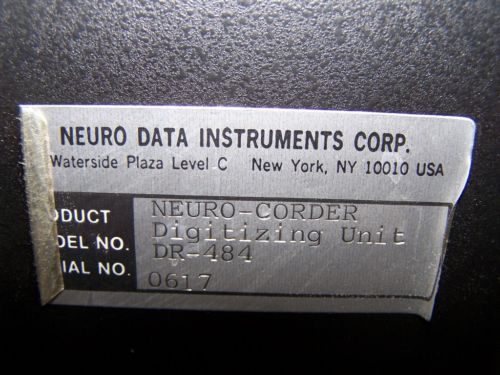 NEURO DATA INSTRUMENTS CORP.
Waterside Plaza Level C New York, NY 10010 USA
ODUCT NEURO-CORDER
Digitizing Unit
DEL NO. DR-484
IAL NO. 0617